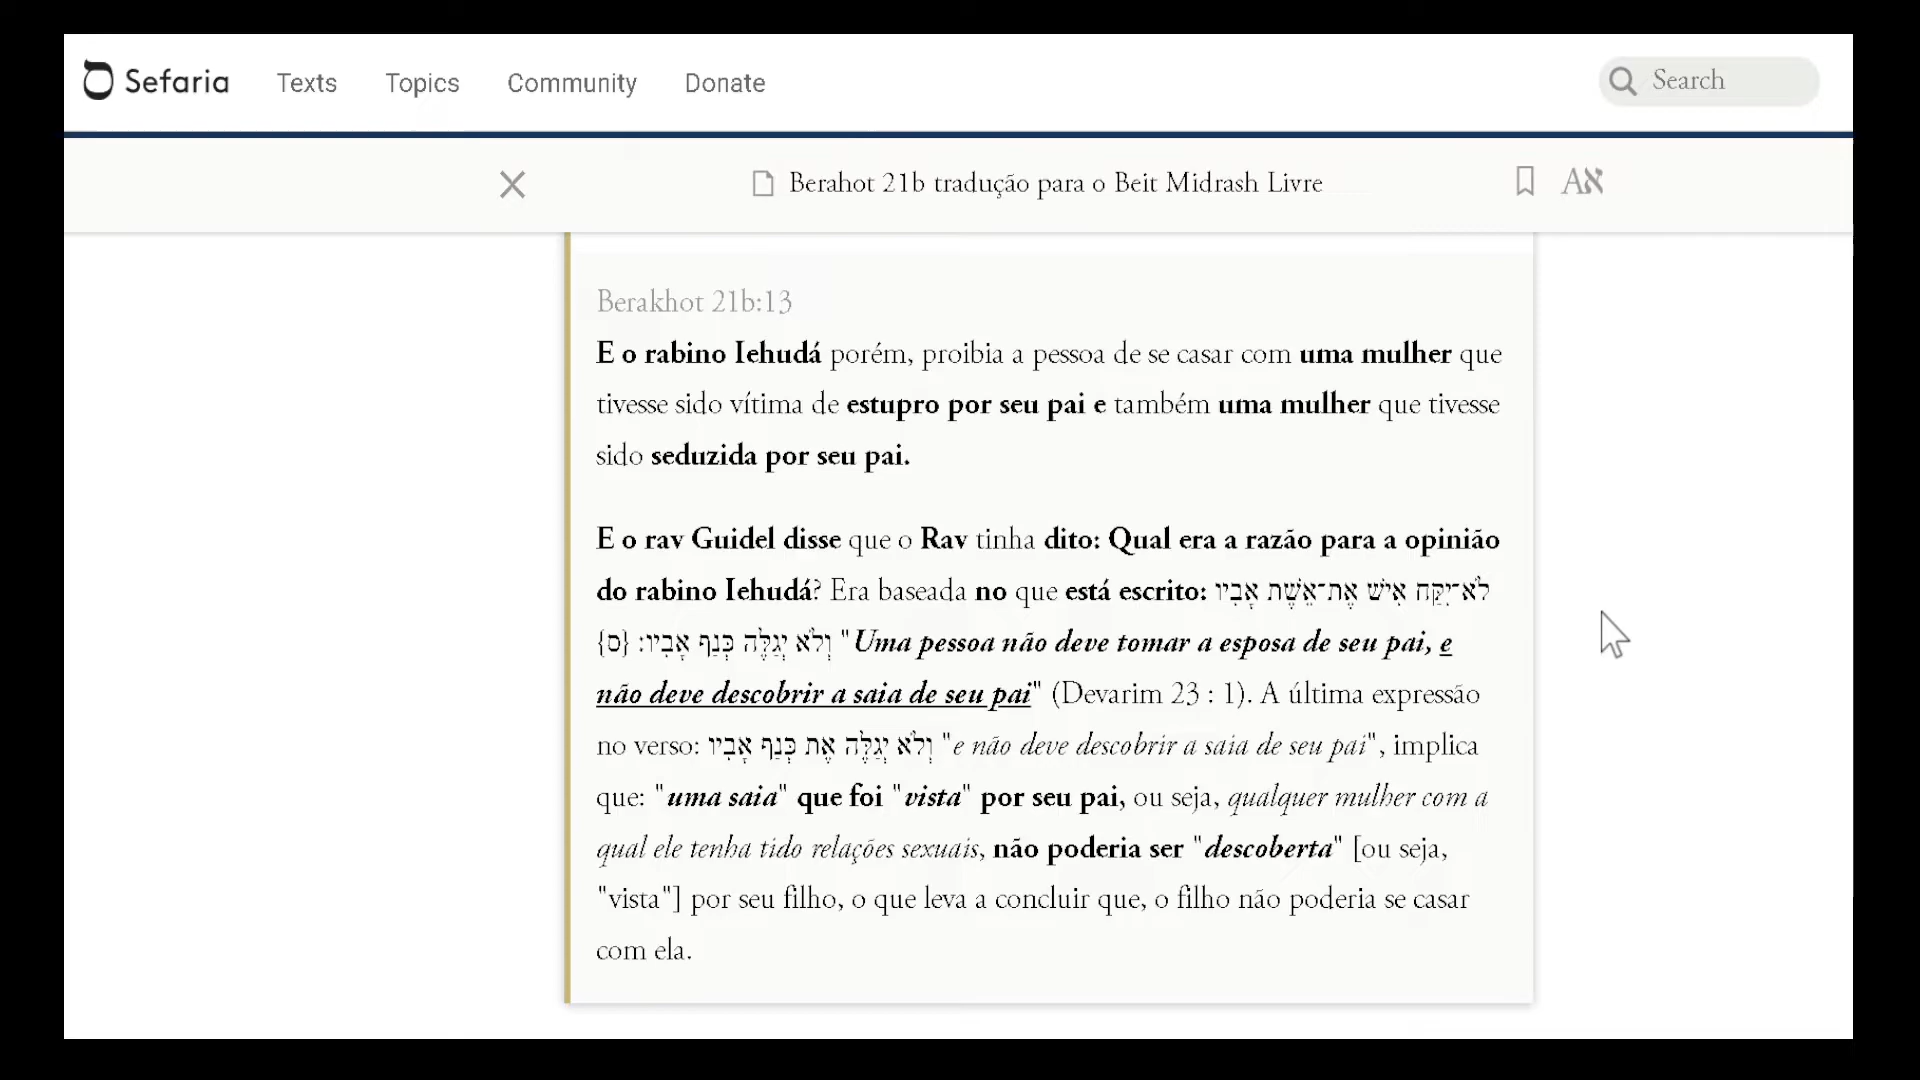 Sefaria Texts Topics Community Donate Search
Berahot 21b tradução para o Beit Midrash Livre Aא
Berakhot 21b:13
E o rabino Iehudá porém, proibia a pessoa de se casar com uma mulher que
tivesse sido vítima de estupro por seu pai e também uma mulher que tivesse
sido seduzida por seu pai.
E o rav Guidel disse que o Rav tinha dito: Qual era a razão para a opinião
do rabino Iehudá? Era baseada no que está escrito: לֹא־יִקַּח אִישׁ אֶת־אֵשֶׁת אָבִיו
וְלֹא יְגַלֶּה כְּנַף אָבִיו׃ {ס} "Uma pessoa não deve tomar a esposa de seu pai, e
não deve descobrir a saia de seu pai" (Devarim 23 : 1). A última expressão
no verso: וְלֹא יְגַלֶּה אֶת כְּנַף אָבִיו "e não deve descobrir a saia de seu pai", implica
que: "uma saia" que foi "vista" por seu pai, ou seja, qualquer mulher com a
qual ele tenha tido relações sexuais, não poderia ser "descoberta" [ou seja,
"vista"] por seu filho, o que leva a concluir que, o filho não poderia se casar
com ela.